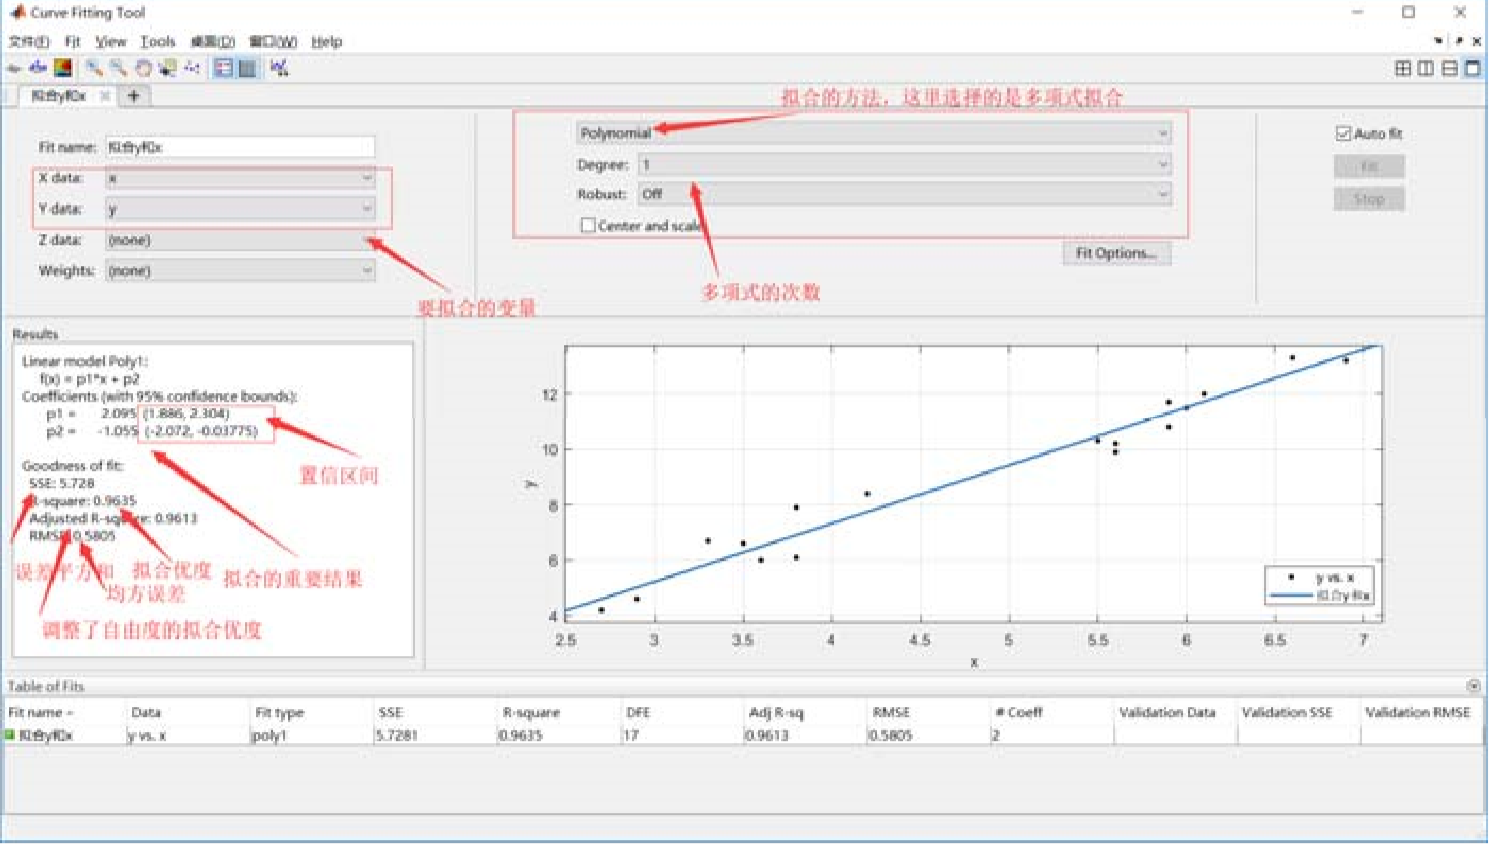 Curve Fitting Tool
文件(F) Fit View Tools 桌面(D) 窗口(W) Help
拟合y和x
拟合的方法，这里选择的是多项式拟合
Fit name: 拟合y和x
X data: x
Y data: y
Z data: (none)
Weights: (none)
要拟合的变量
Polynomial
Degree: 1
Robust: Off
Center and scale
Fit Options...
多项式的次数
Auto fit
Fit
Stop
Results
Linear model Poly1:
f(x) = p1*x + p2
Coefficients (with 95% confidence bounds):
p1 = 2.095 (1.886, 2.304)
p2 = -1.055 (-2.072, -0.03775)
置信区间
Goodness of fit:
SSE: 5.728
R-square: 0.9635
Adjusted R-square: 0.9613
RMSE: 0.5805
误差平方和 拟合优度 拟合的重要结果
均方误差
调整了自由度的拟合优度
12
10
8
6
4
y
2.5 3 3.5 4 4.5 5 5.5 6 6.5 7
x
y vs. x
拟合y和x
Table of Fits
Fit name Data Fit type SSE R-square DFE Adj R-sq RMSE # Coeff Validation Data Validation SSE Validation RMSE
拟合y和x y vs. x poly1 5.7281 0.9635 17 0.9613 0.5805 2